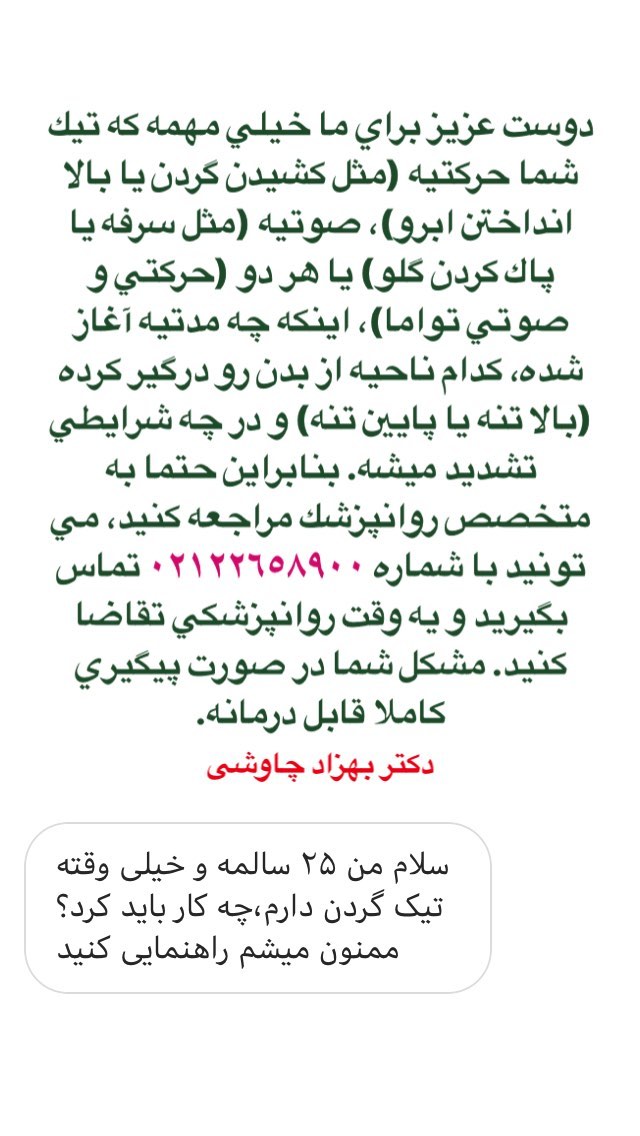 دوست عزيز براي ما خيلي مهمه كه تيك
شما حركتيه (مثل كشيدن گردن يا بالا
انداختن ابرو)، صوتيه (مثل سرفه يا
پاك كردن گلو) يا هر دو (حركتي و
صوتي تواما)، اينكه چه مدتيه آغاز
شده، كدام ناحيه از بدن رو درگير كرده
(بالا تنه يا پايين تنه) و در چه شرايطي
تشديد ميشه. بنابراين حتما به
متخصص روانپزشك مراجعه كنيد، مي
تونيد با شماره ٠٢١٢٢٦٥٨٩٠٠ تماس
بگيريد و يه وقت روانپزشكي تقاضا
كنيد. مشكل شما در صورت پيگيري
كاملا قابل درمانه.
دکتر بهزاد چاوشی
سلام من ۲۵ سالمه و خیلی وقته
تیک گردن دارم،چه کار باید کرد؟
ممنون میشم راهنمایی کنید